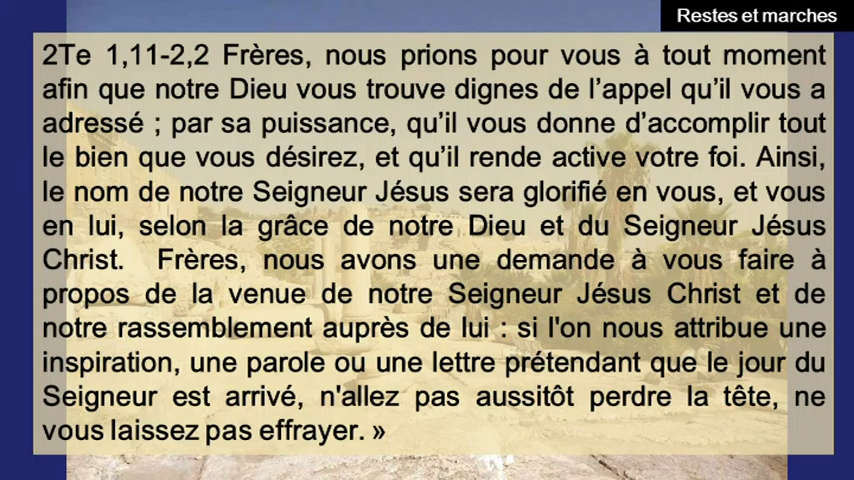 Restes et marches
2Te 1,11-2,2 Frères, nous prions pour vous à tout moment
afin que notre Dieu vous trouve dignes de l’appel qu’il vous a
adressé ; par sa puissance, qu’il vous donne d’accomplir tout
le bien que vous désirez, et qu’il rende active votre foi. Ainsi,
le nom de notre Seigneur Jésus sera glorifié en vous, et vous
en lui, selon la grâce de notre Dieu et du Seigneur Jésus
Christ. Frères, nous avons une demande à vous faire à
propos de la venue de notre Seigneur Jésus Christ et de
notre rassemblement auprès de lui : si l'on nous attribue une
inspiration, une parole ou une lettre prétendant que le jour du
Seigneur est arrivé, n'allez pas aussitôt perdre la tête, ne
vous laissez pas effrayer. »